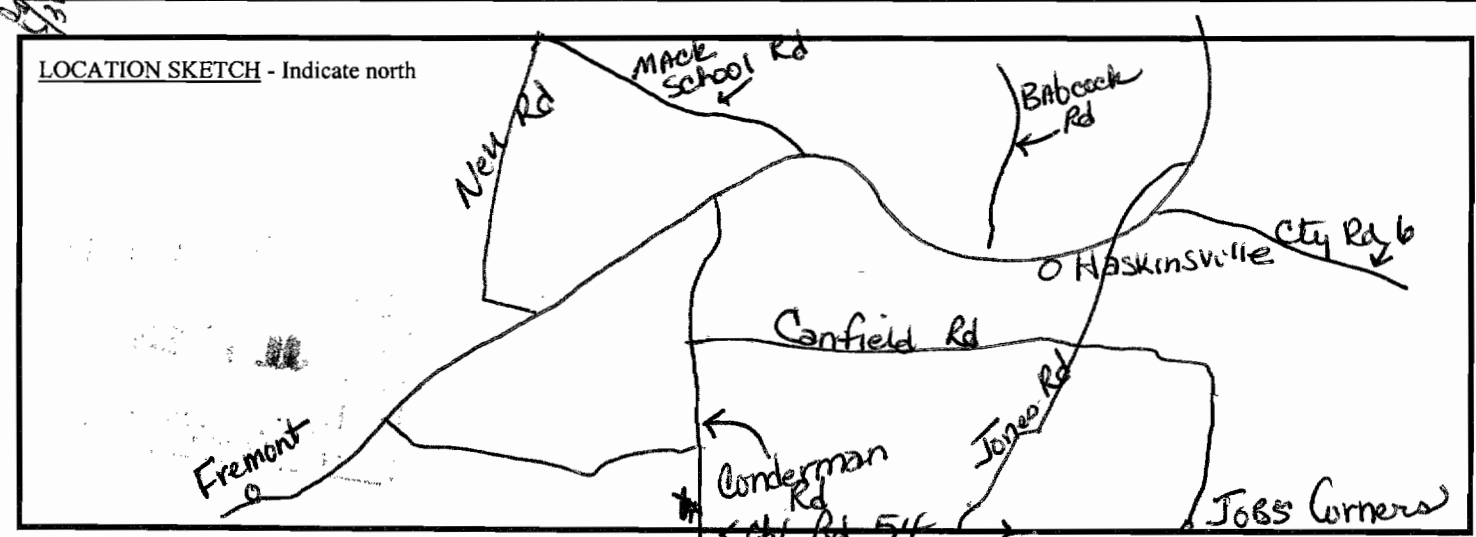 LOCATION SKETCH - Indicate north
MACK
School Rd
Babcock
Rd
Neu Rd
Cty Rd 6
Haskinsville
Canfield Rd
Jones Rd
Fremont
Conderman
Rd
Jobs Corners